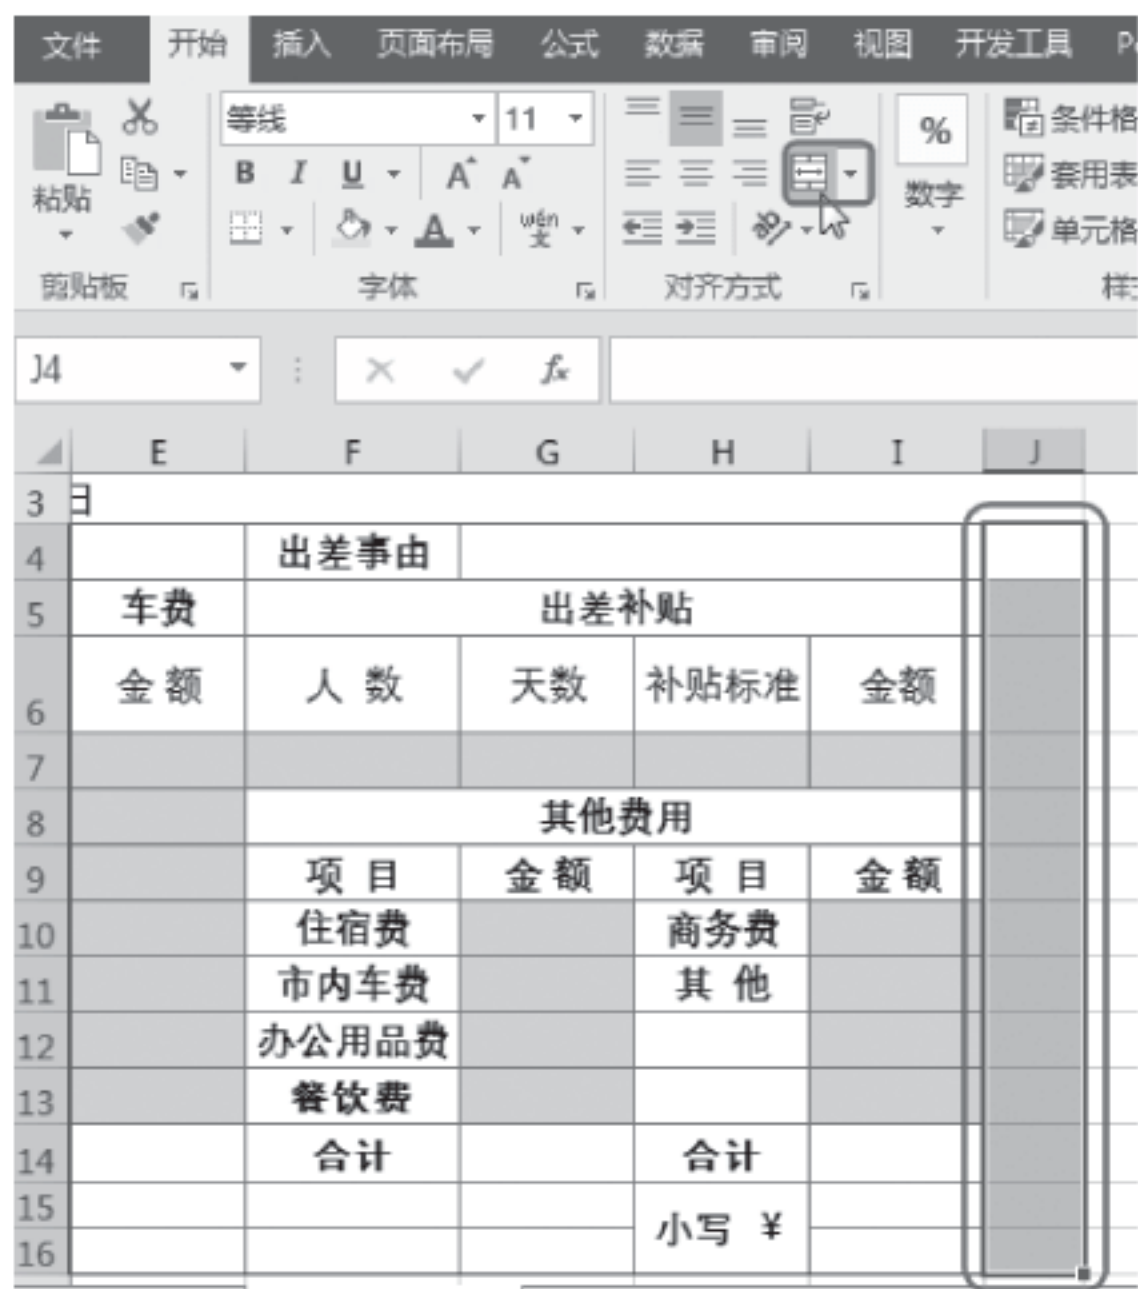 文件 开始 插入 页面布局 公式 数据 审阅 视图 开发工具 P
等线 11 % 条件格
粘贴 B I U A A 数字 套用表
A wén 文 单元格
剪贴板 字体 对齐方式
J4 fx
E F G H I J
3 日
4 出差事由
5 车费 出差补贴
6 金 额 人 数 天数 补贴标准 金额
7
8 其他费用
9 项 目 金 额 项 目 金 额
10 住宿费 商务费
11 市内车费 其 他
12 办公用品费
13 餐饮费
14 合计 合计
15 小写 ¥
16